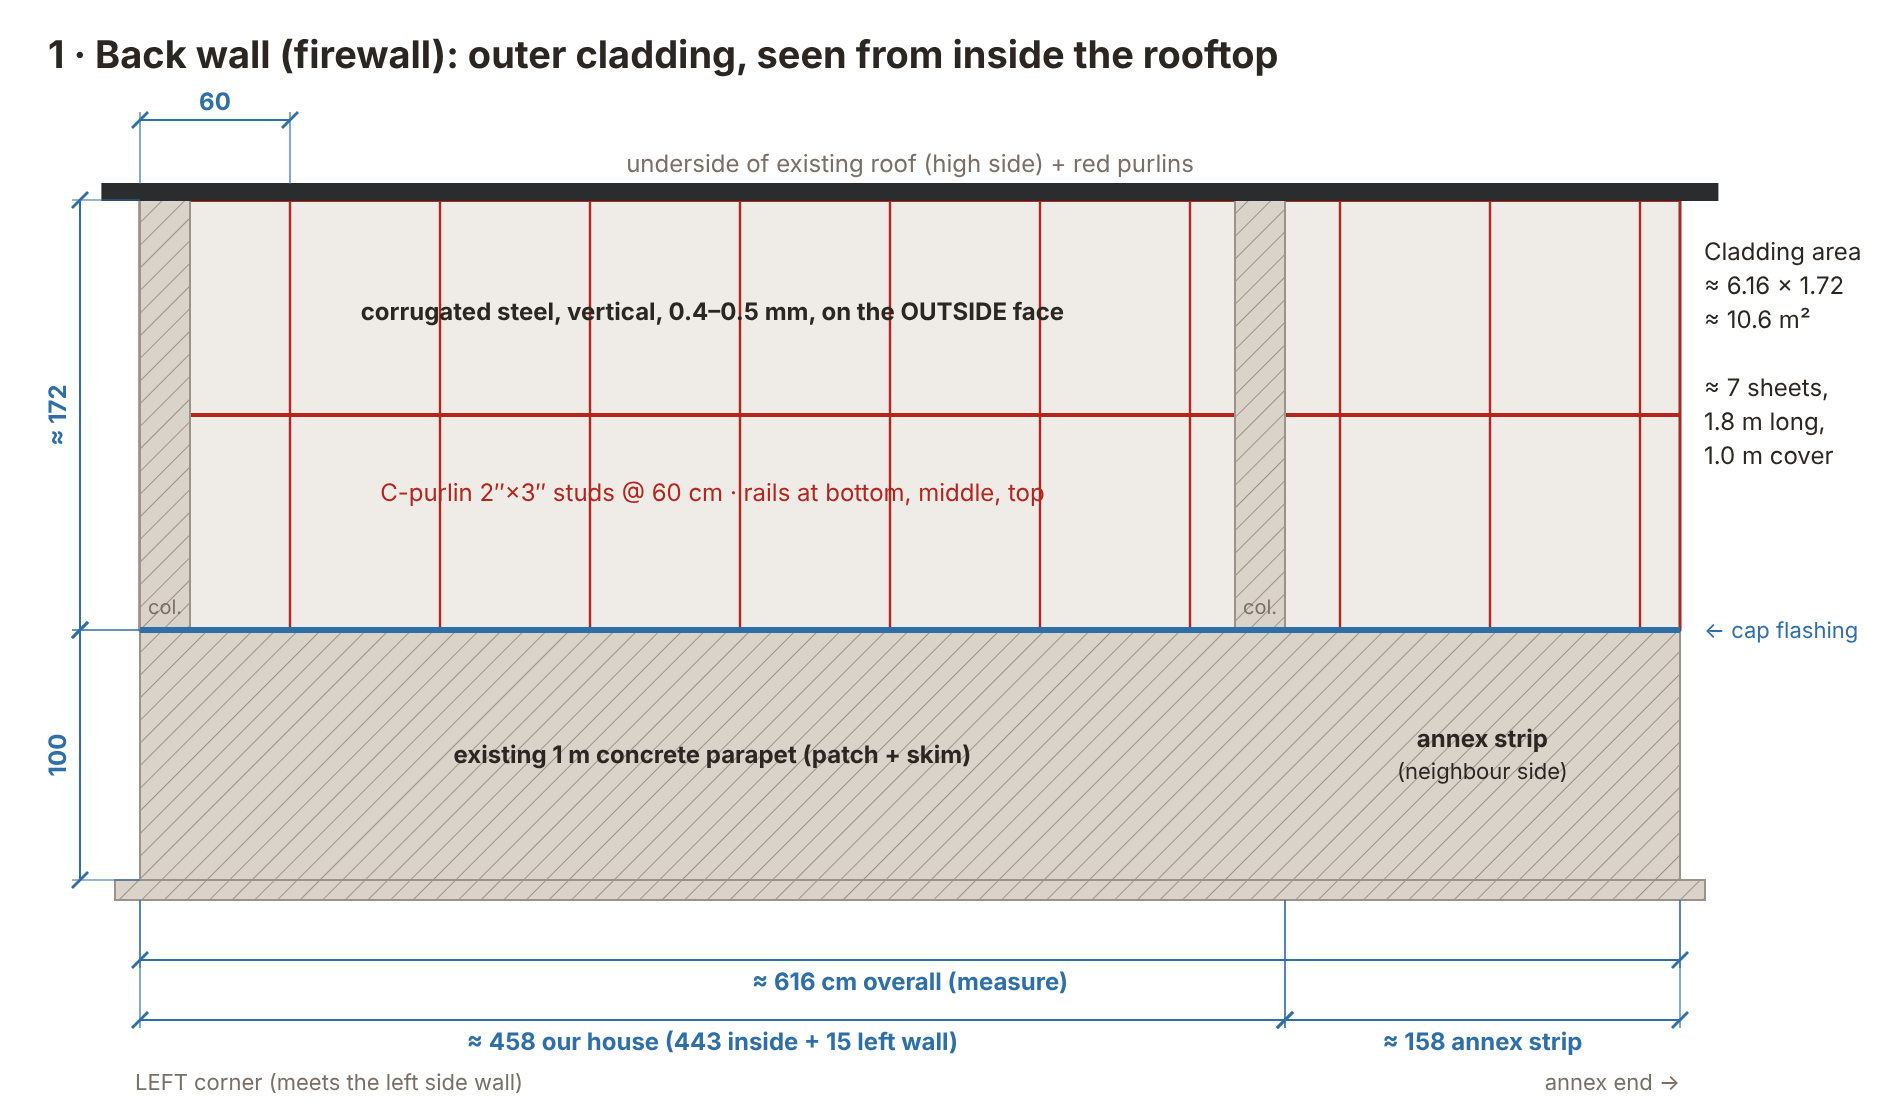 1 · Back wall (firewall): outer cladding, seen from inside the rooftop
60
underside of existing roof (high side) + red purlins
Cladding area
≈ 6.16 × 1.72
≈ 10.6 m²
corrugated steel, vertical, 0.4–0.5 mm, on the OUTSIDE face
≈ 7 sheets,
1.8 m long,
1.0 m cover
≈ 172
C-purlin 2″×3″ studs @ 60 cm · rails at bottom, middle, top
col.
col.
← cap flashing
100
existing 1 m concrete parapet (patch + skim)
annex strip
(neighbour side)
≈ 616 cm overall (measure)
≈ 458 our house (443 inside + 15 left wall)
≈ 158 annex strip
LEFT corner (meets the left side wall)
annex end →